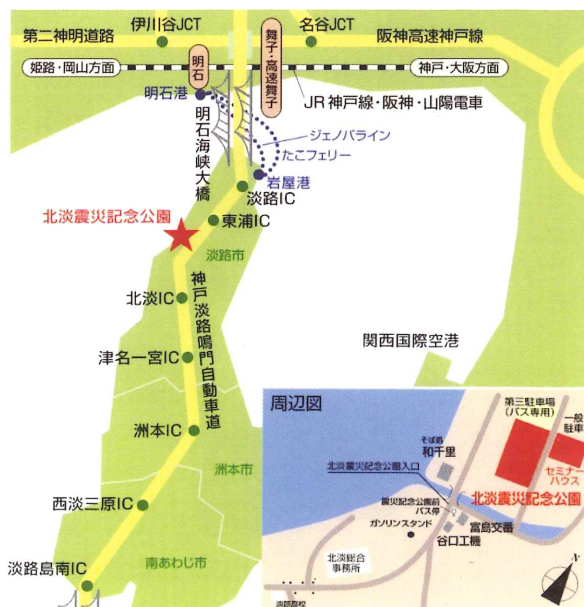 伊川谷JCT
名谷JCT
第二神明道路
阪神高速神戸線
姫路・岡山方面
明石
舞子・高速舞子
神戸・大阪方面
明石港
JR神戸線・阪神・山陽電車
明石海峡大橋
ジェノバライン
たこフェリー
岩屋港
淡路IC
北淡震災記念公園
東浦IC
淡路市
北淡IC
神戸淡路鳴門自動車道
津名一宮IC
関西国際空港
洲本IC
洲本市
西淡三原IC
南あわじ市
淡路島南IC
周辺図
第三駐車場
(バス専用)
一般
駐車
そば処
和千里
セミナー
ハウス
北淡震災記念公園入口
北淡震災記念公園
震災記念公園前
バス停
富島交番
ガソリンスタンド
谷口工機
北淡総合
事務所
淡路高校
N